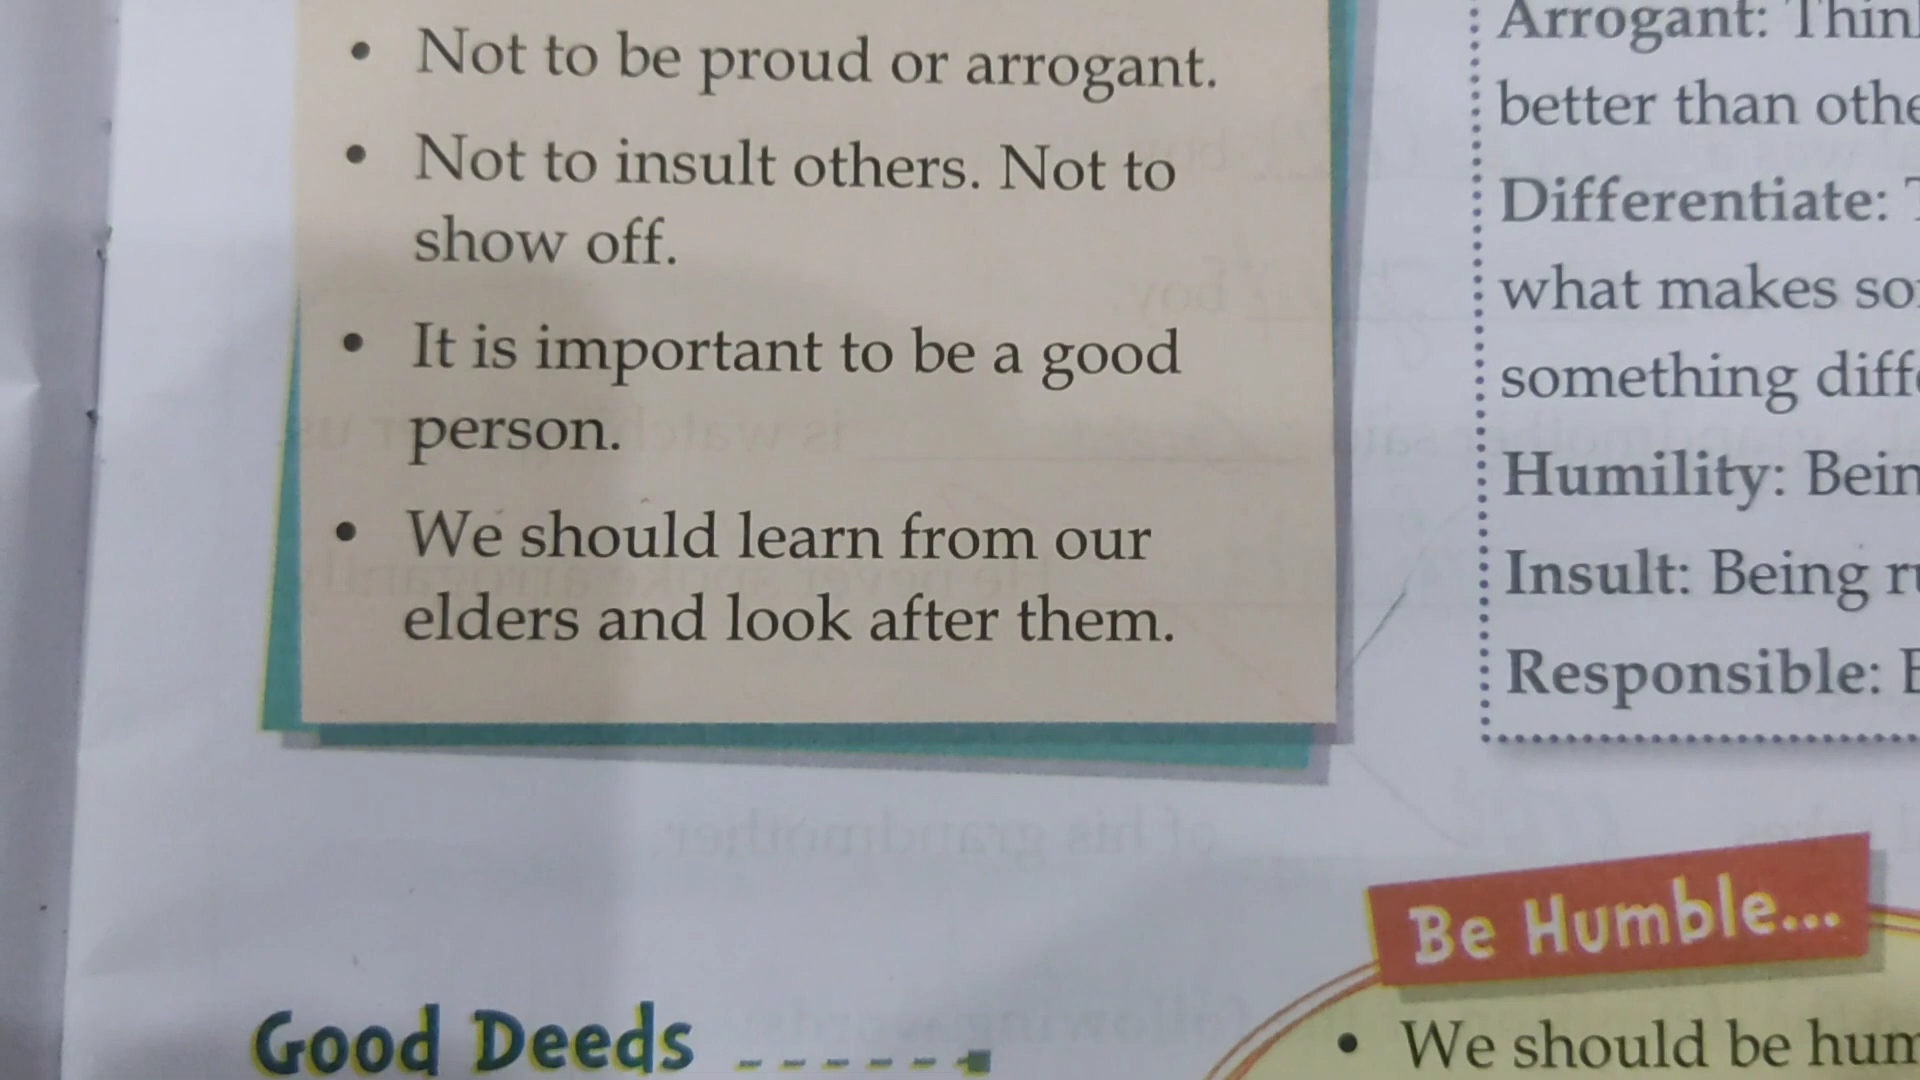 • Not to be proud or arrogant.
• Not to insult others. Not to
show off.
• It is important to be a good
person.
• We should learn from our
elders and look after them.
Arrogant:
better than
Differentiate:
what makes
something
Humility:
Insult: Being
Responsible:
Be Humble...
• We should be
Good Deeds